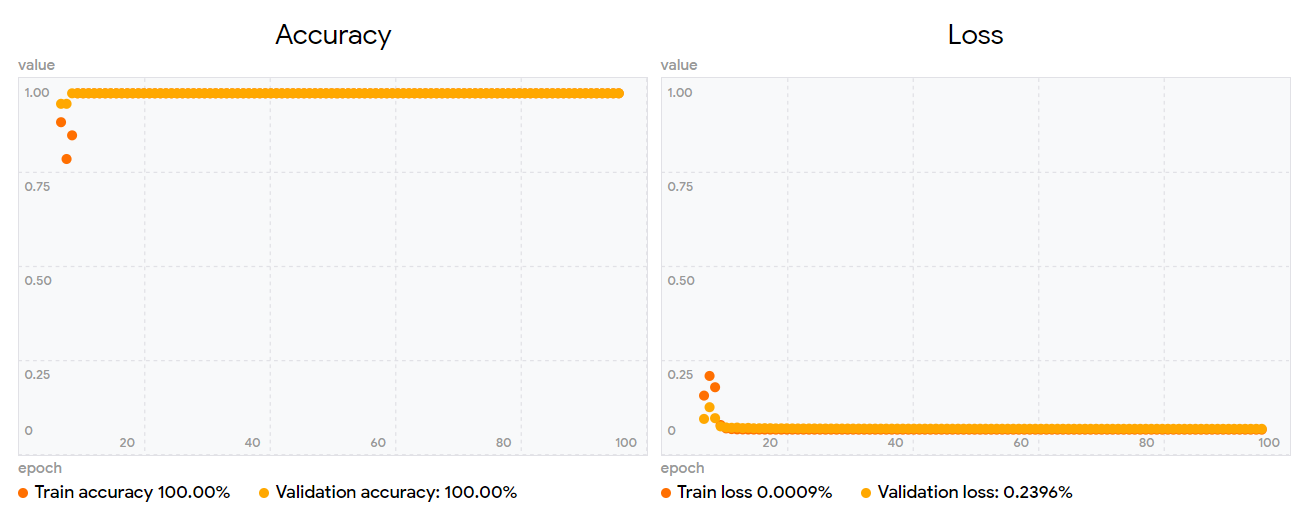 Accuracy
value
1.00
0.75
0.50
0.25
0
20 40 60 80 100
epoch
Train accuracy 100.00% Validation accuracy: 100.00%
Loss
value
1.00
0.75
0.50
0.25
0
20 40 60 80 100
epoch
Train loss 0.0009% Validation loss: 0.2396%